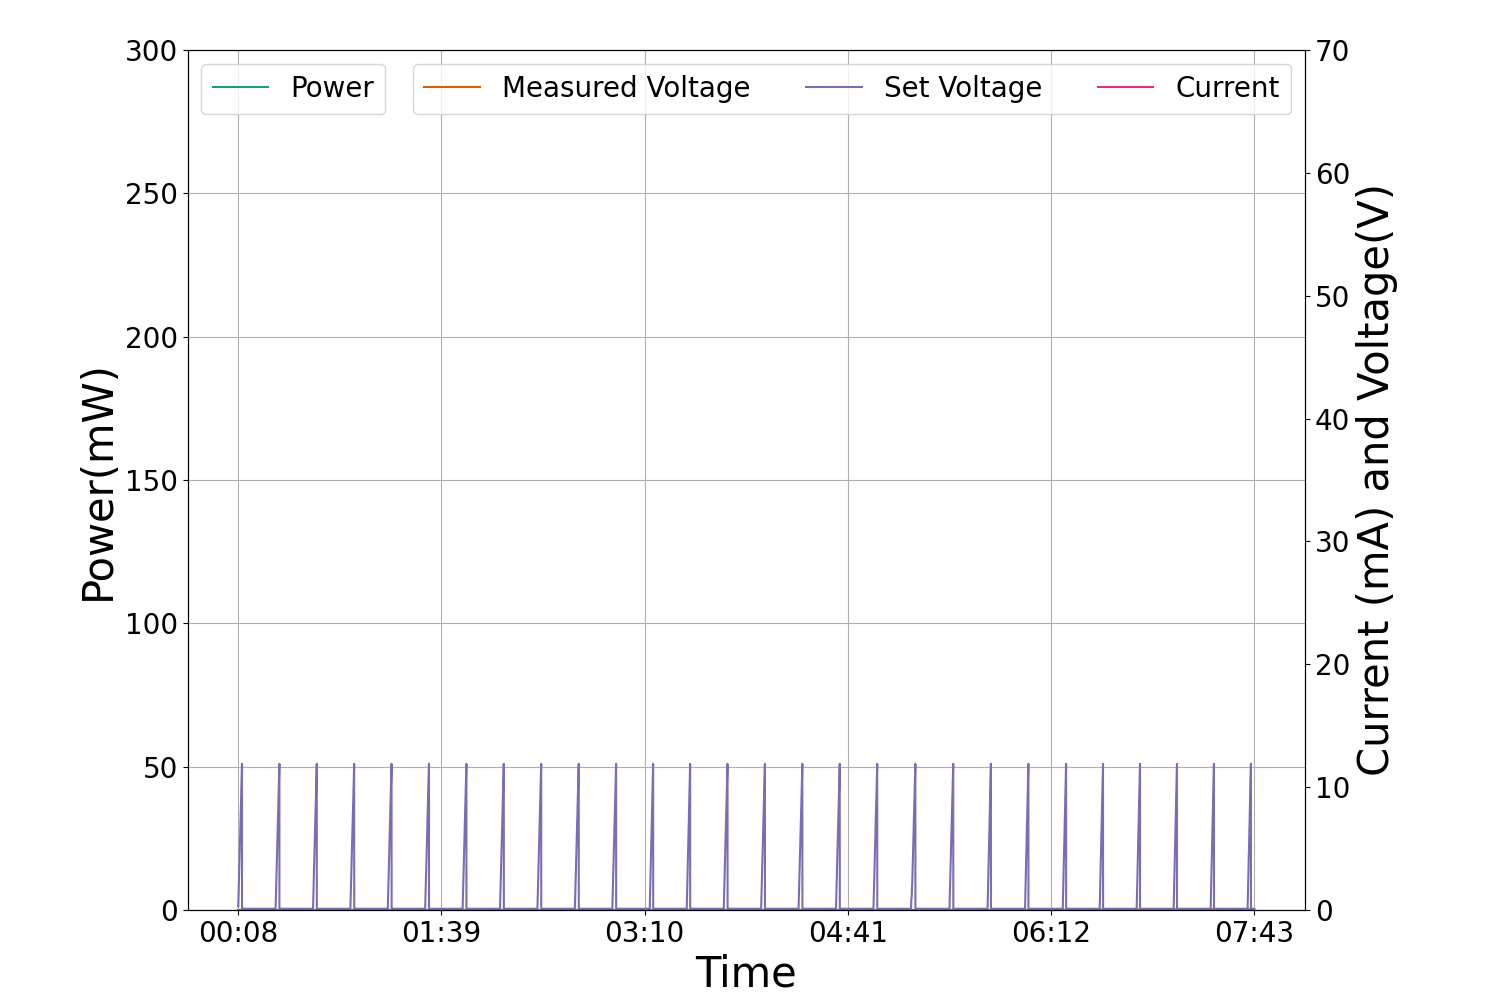 Power
Measured Voltage
Set Voltage
Current
300
250
200
150
100
50
0
Power(mW)
70
60
50
40
30
20
10
0
Current (mA) and Voltage(V)
00:08 01:39 03:10 04:41 06:12 07:43
Time